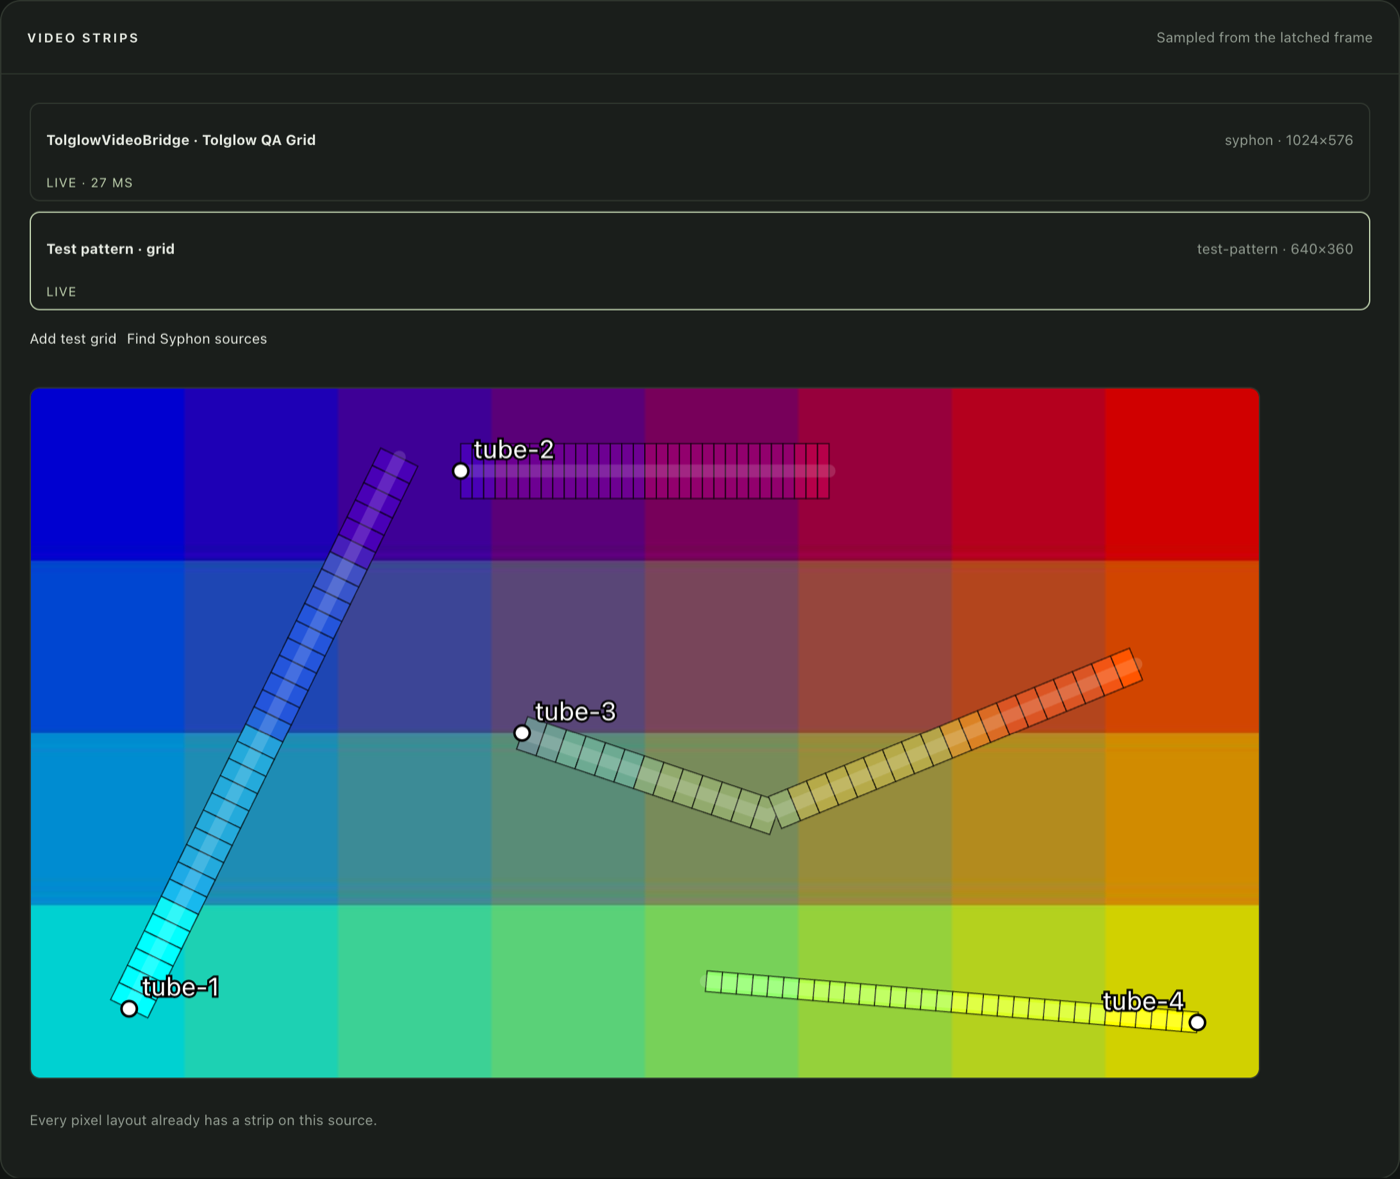 VIDEO STRIPS
Sampled from the latched frame
TolglowVideoBridge · Tolglow QA Grid
syphon · 1024×576
LIVE · 27 MS
Test pattern · grid
test-pattern · 640×360
LIVE
Add test grid Find Syphon sources
tube-2
tube-3
tube-1
tube-4
Every pixel layout already has a strip on this source.